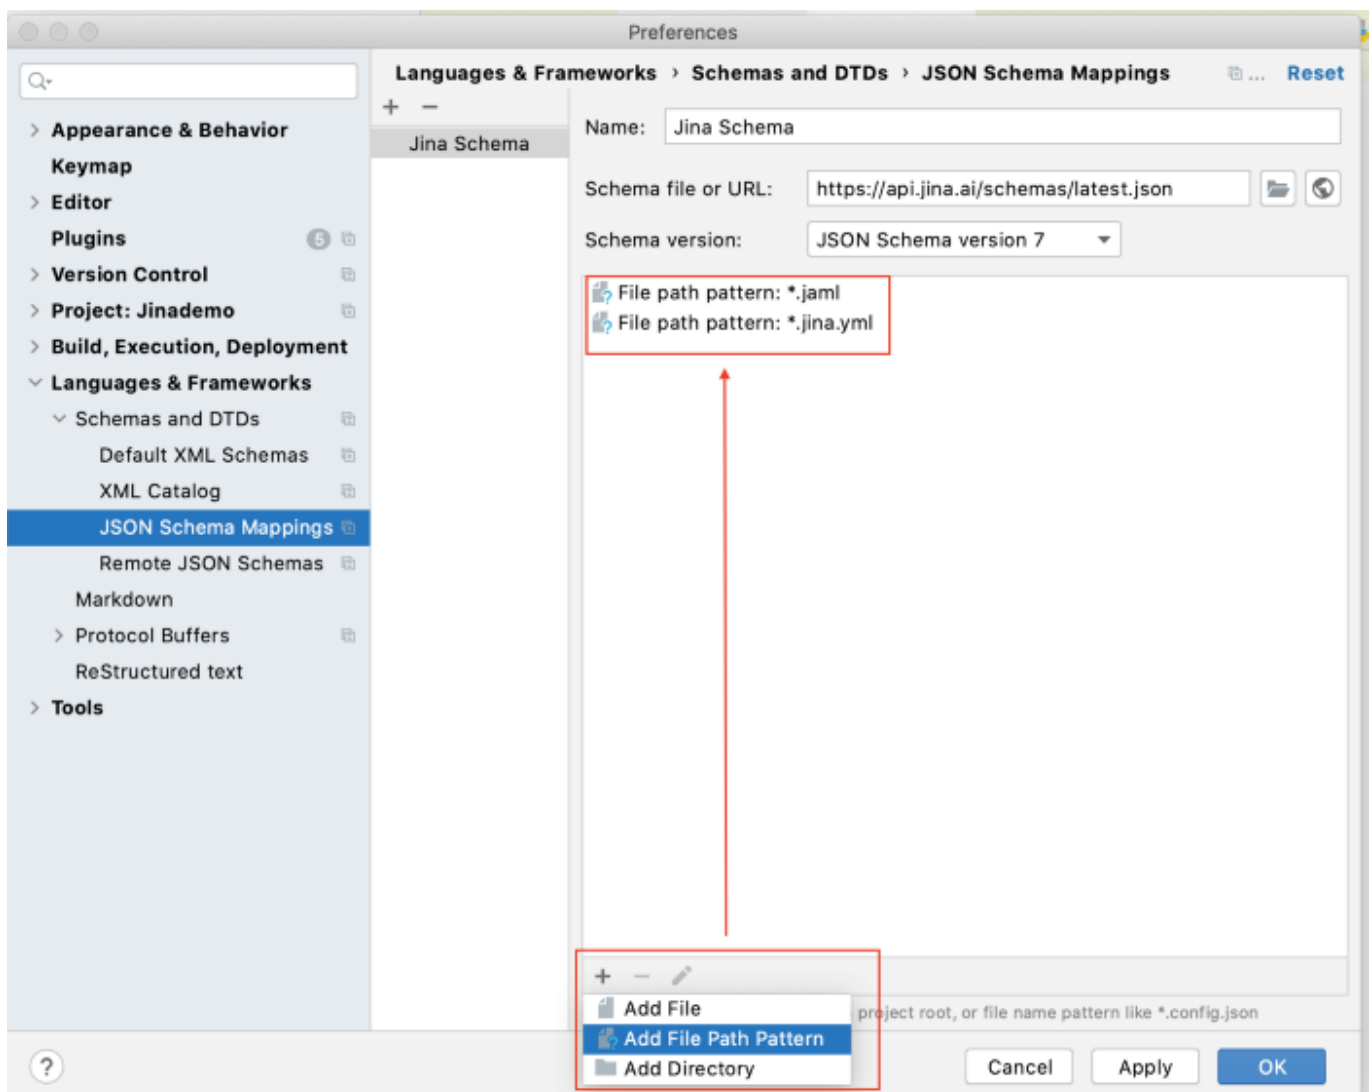 Preferences
Languages & Frameworks › Schemas and DTDs › JSON Schema Mappings
... Reset
Appearance & Behavior
Keymap
Editor
Plugins 5
Version Control
Project: Jinademo
Build, Execution, Deployment
Languages & Frameworks
Schemas and DTDs
Default XML Schemas
XML Catalog
JSON Schema Mappings
Remote JSON Schemas
Markdown
Protocol Buffers
ReStructured text
Tools
+ −
Jina Schema
Name: Jina Schema
Schema file or URL: https://api.jina.ai/schemas/latest.json
Schema version: JSON Schema version 7
File path pattern: *.jaml
File path pattern: *.jina.yml
+ −
Add File
Add File Path Pattern
Add Directory
project root, or file name pattern like *.config.json
?
Cancel Apply OK